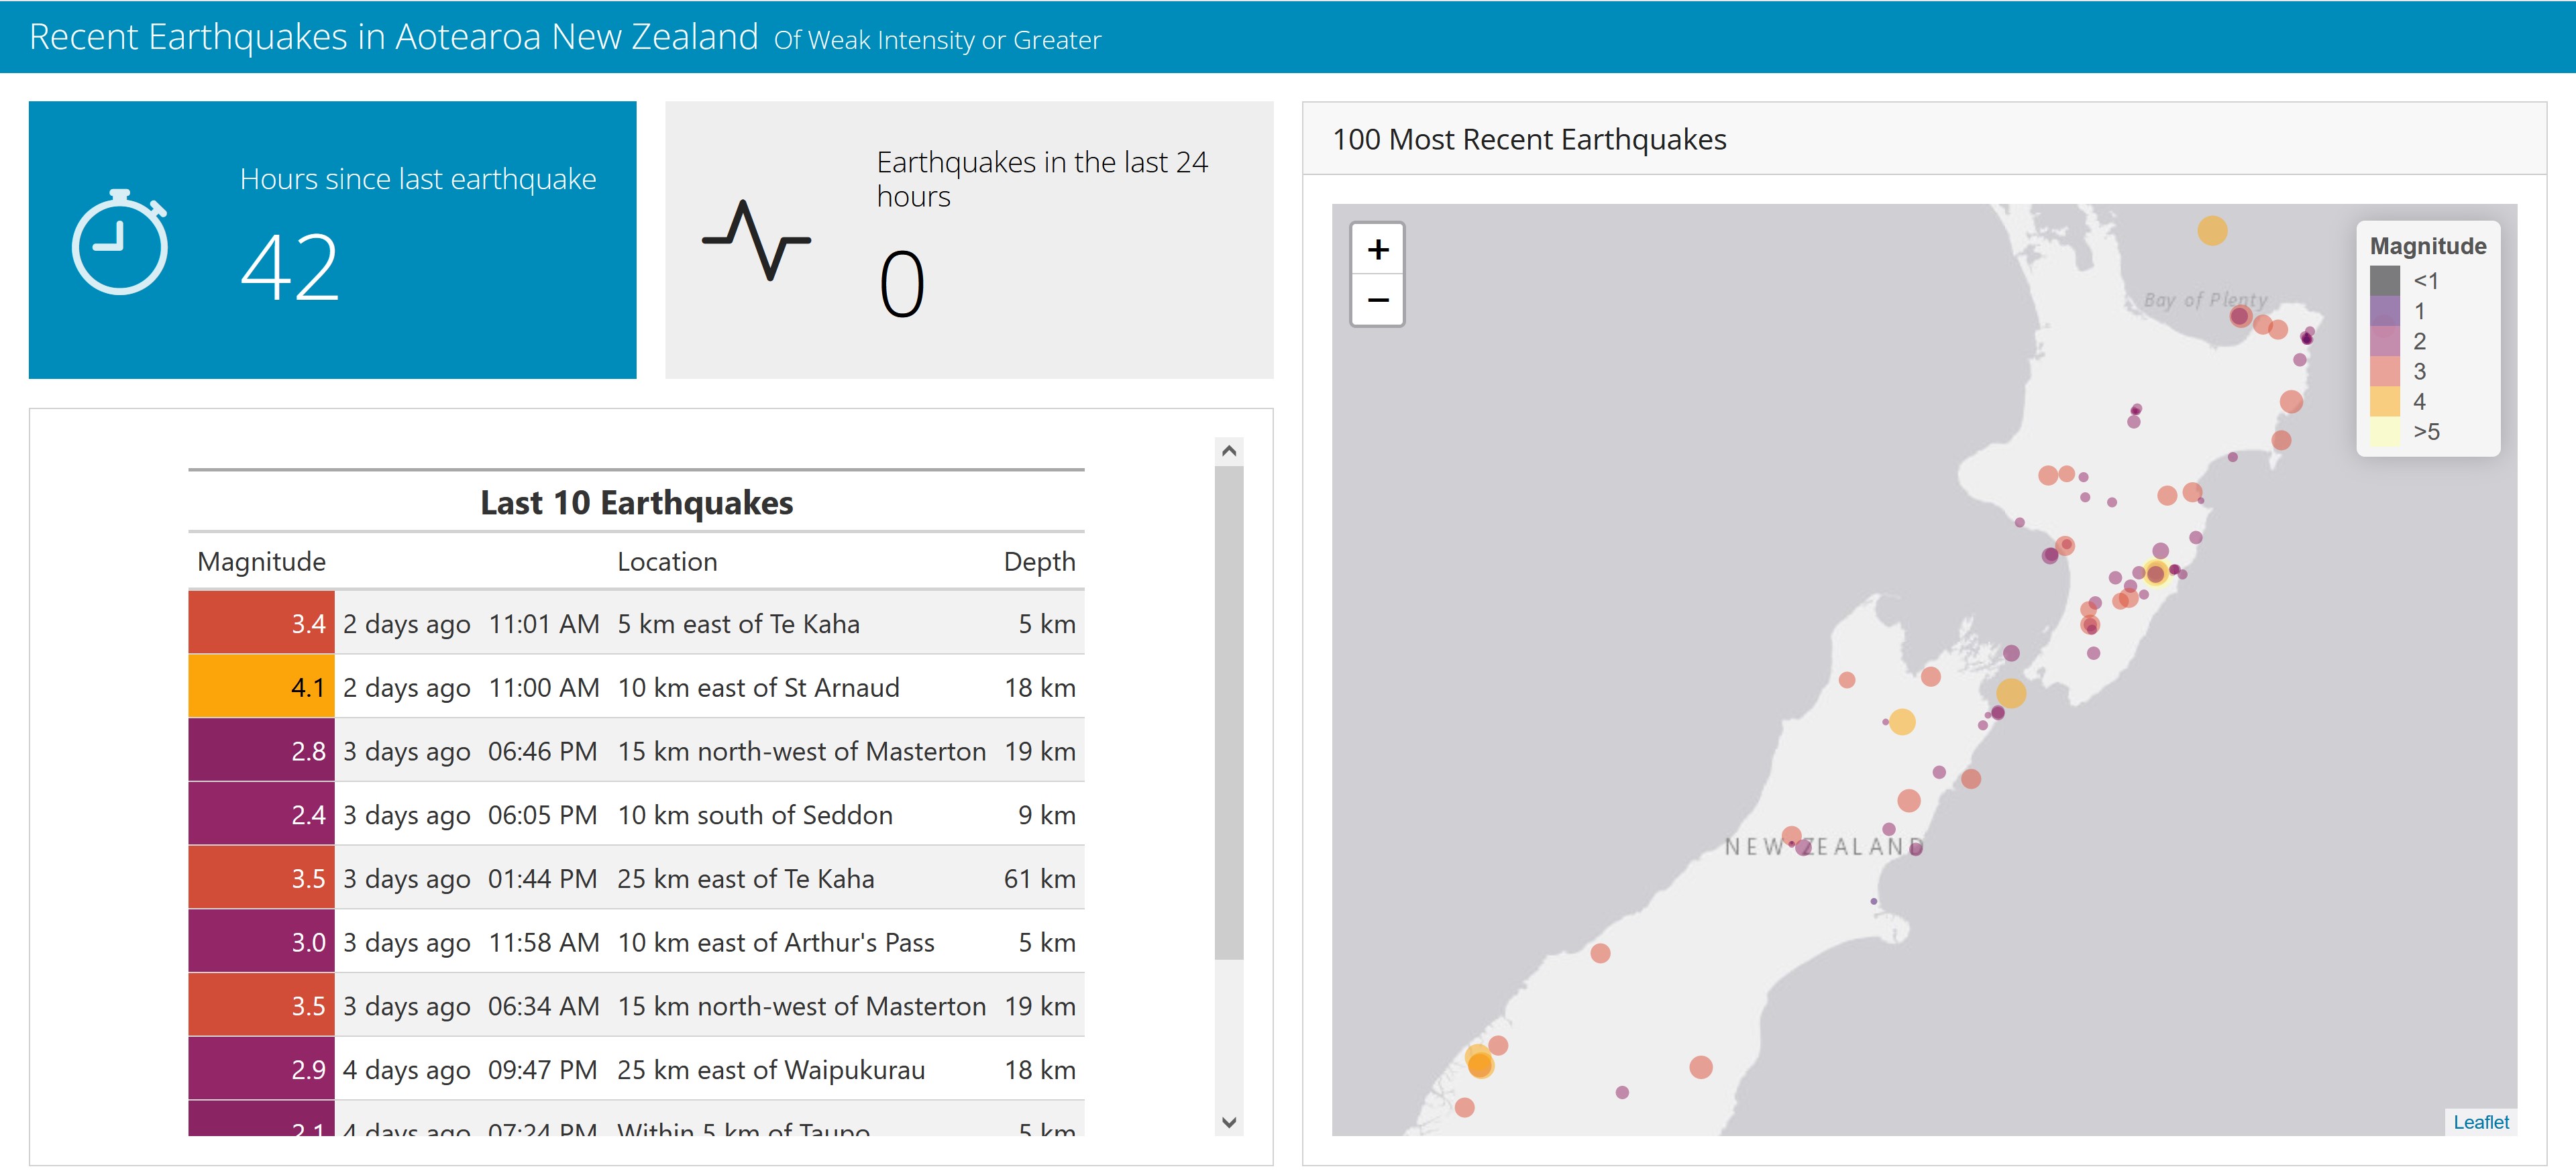 Recent Earthquakes in Aotearoa New Zealand Of Weak Intensity or Greater
Hours since last earthquake
42
Earthquakes in the last 24
hours
0
Last 10 Earthquakes
Magnitude Location Depth
3.4 2 days ago 11:01 AM 5 km east of Te Kaha 5 km
4.1 2 days ago 11:00 AM 10 km east of St Arnaud 18 km
2.8 3 days ago 06:46 PM 15 km north-west of Masterton 19 km
2.4 3 days ago 06:05 PM 10 km south of Seddon 9 km
3.5 3 days ago 01:44 PM 25 km east of Te Kaha 61 km
3.0 3 days ago 11:58 AM 10 km east of Arthur's Pass 5 km
3.5 3 days ago 06:34 AM 15 km north-west of Masterton 19 km
2.9 4 days ago 09:47 PM 25 km east of Waipukurau 18 km
2.1 4 days ago 07:24 PM Within 5 km of Taupo 5 km
100 Most Recent Earthquakes
+
−
Bay of Plenty
Magnitude
<1
1
2
3
4
>5
NEW ZEALAND
Leaflet